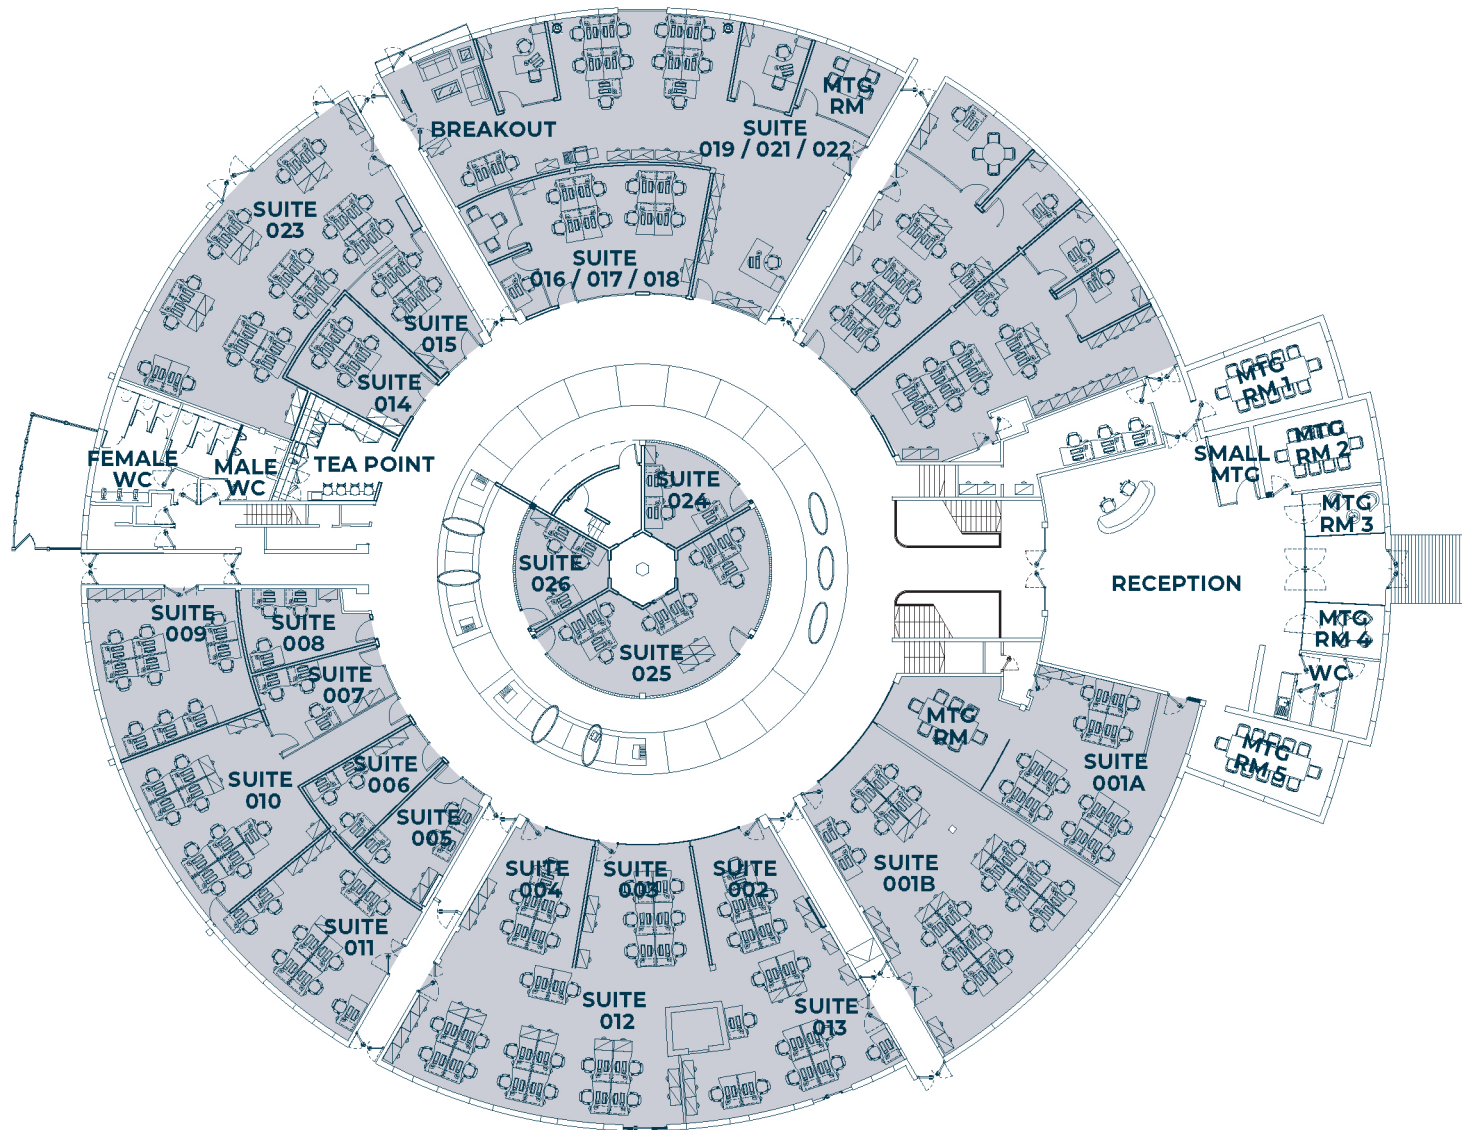 MTG
RM
BREAKOUT
SUITE
019 / 021 / 022
SUITE
023
SUITE
016 / 017 / 018
SUITE
015
SUITE
014
MTG
RM 1
FEMALE
WC
MALE
WC
TEA POINT
SMALL
MTG
MTG
RM 2
SUITE
024
MTG
RM 3
SUITE
026
RECEPTION
SUITE
009
SUITE
008
MTG
RM 4
SUITE
025
SUITE
007
WC
MTG
RM
MTG
RM 5
SUITE
001A
SUITE
010
SUITE
006
SUITE
005
SUITE
004
SUITE
003
SUITE
002
SUITE
001B
SUITE
011
SUITE
012
SUITE
013